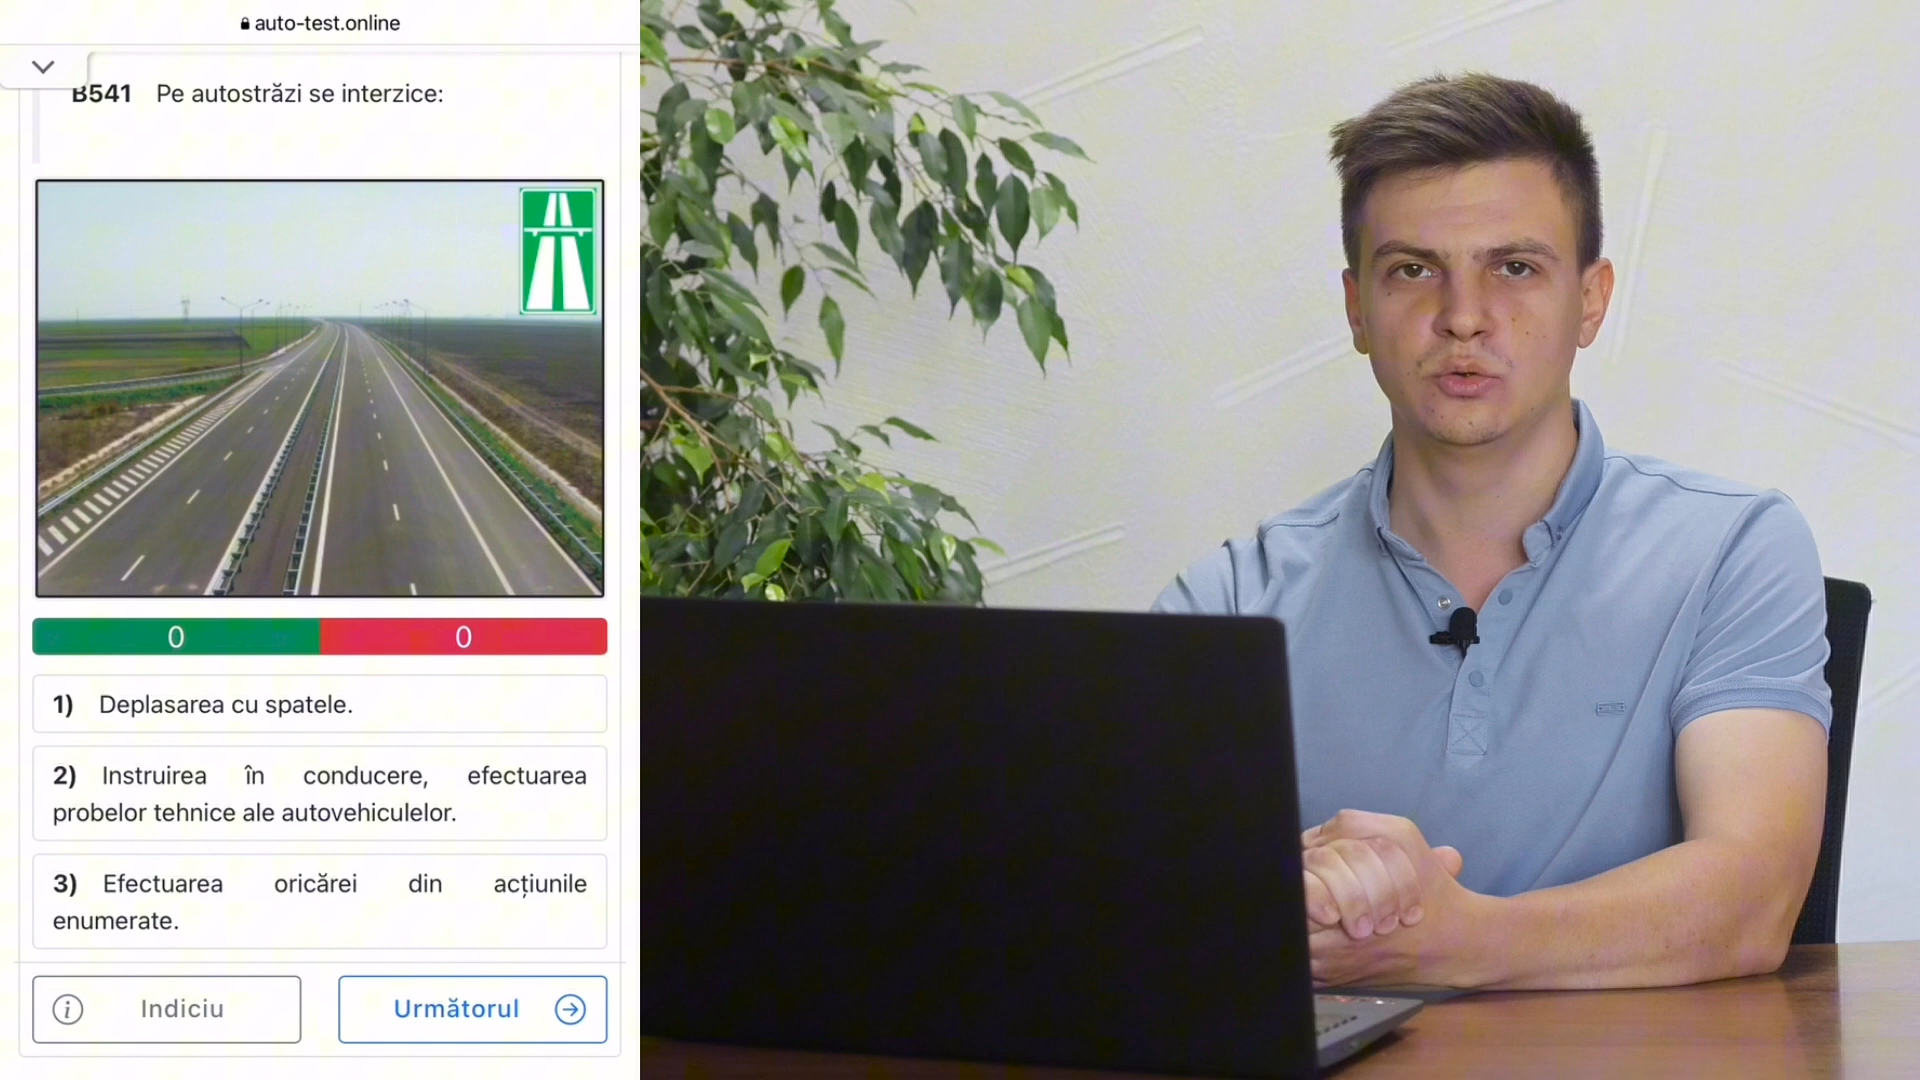 auto-test.online
B541 Pe autostrăzi se interzice:
0 0
1) Deplasarea cu spatele.
2) Instruirea în conducere, efectuarea
probelor tehnice ale autovehiculelor.
3) Efectuarea oricărei din acțiunile
enumerate.
Indiciu Următorul